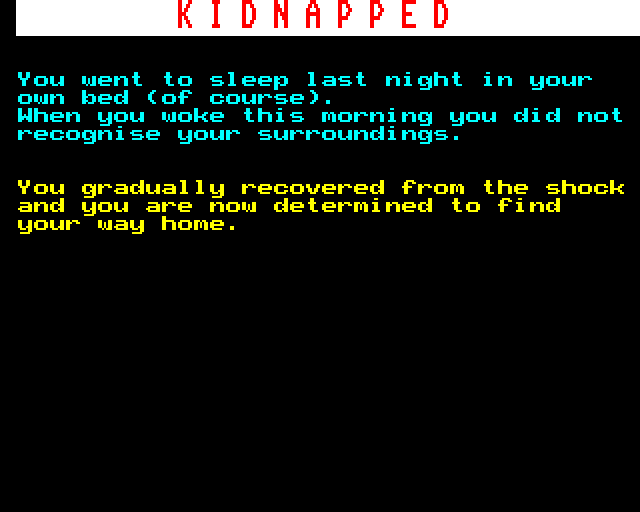 KIDNAPPED
You went to sleep last night in your
own bed (of course).
When you woke this morning you did not
recognise your surroundings.
You gradually recovered from the shock
and you are now determined to find
your way home.